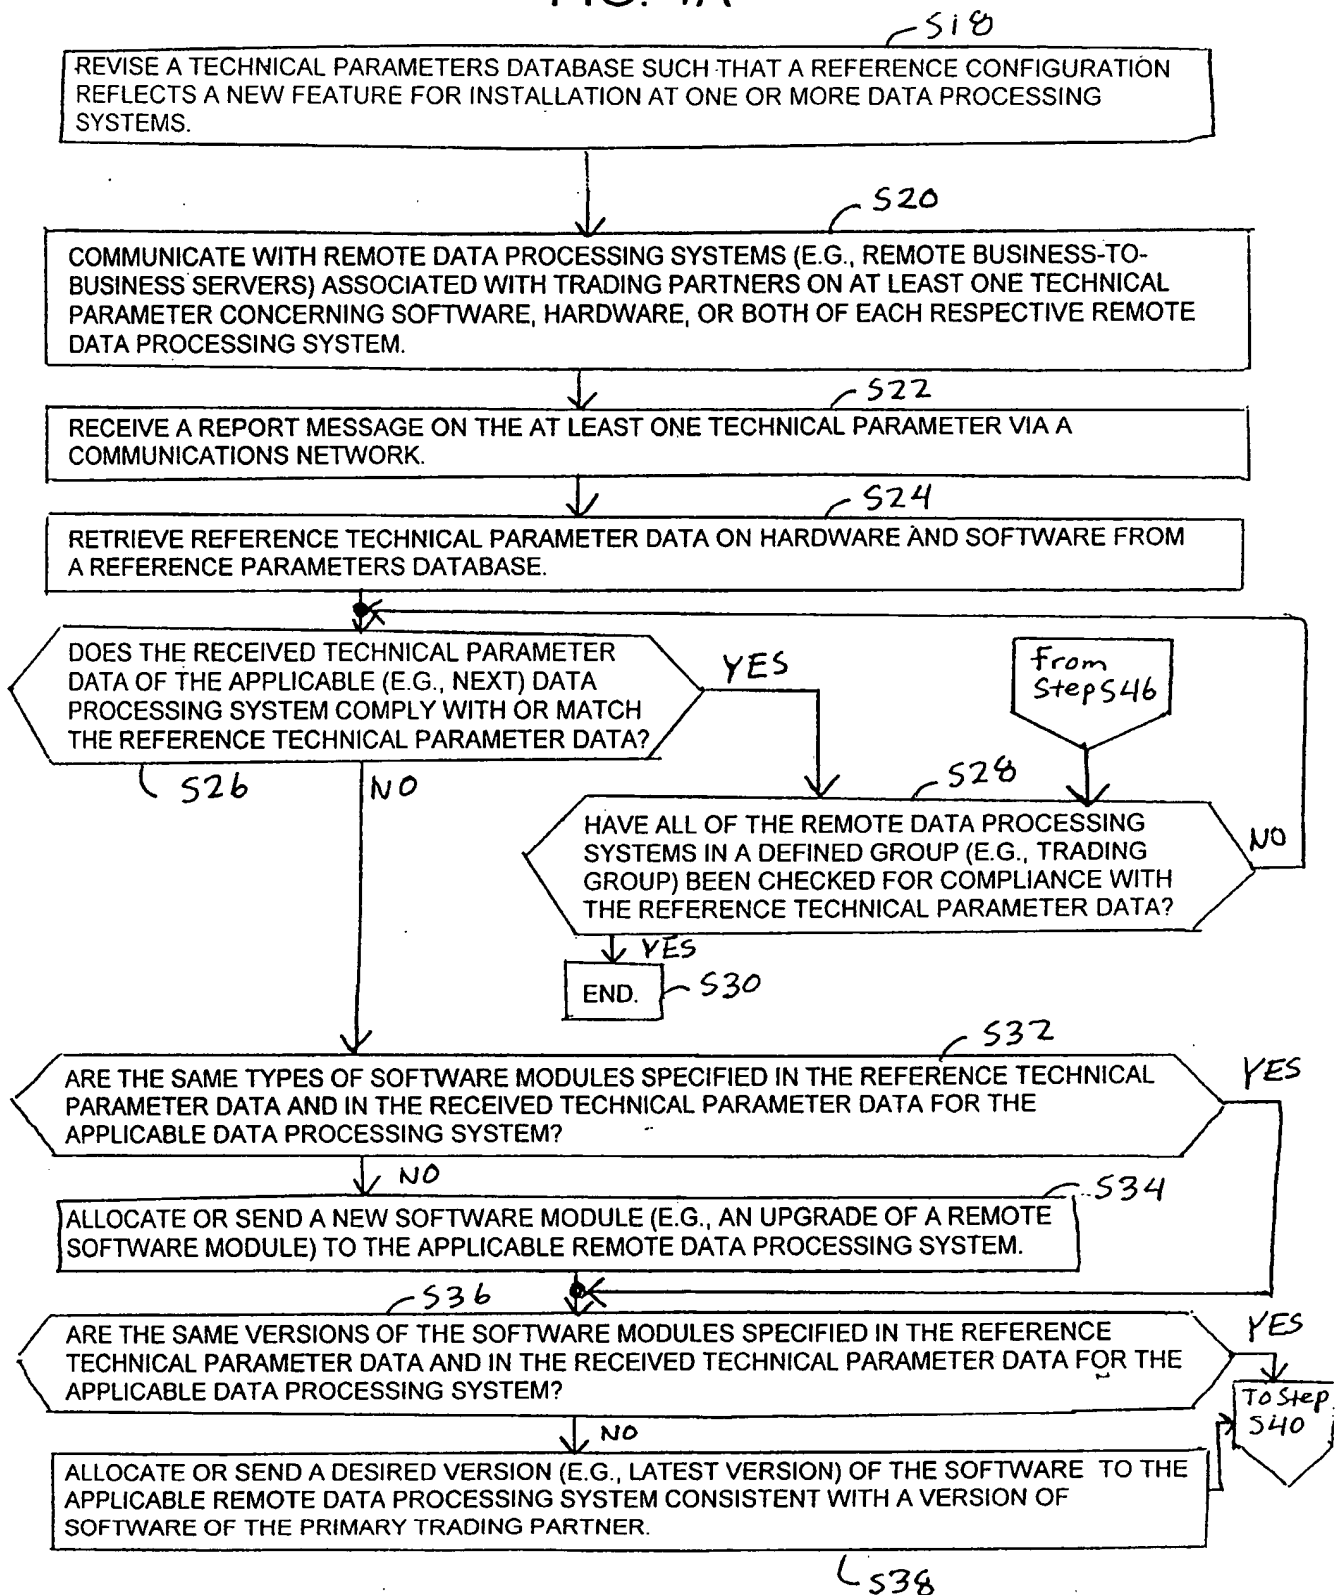 S18
REVISE A TECHNICAL PARAMETERS DATABASE SUCH THAT A REFERENCE CONFIGURATION
REFLECTS A NEW FEATURE FOR INSTALLATION AT ONE OR MORE DATA PROCESSING
SYSTEMS.
S20
COMMUNICATE WITH REMOTE DATA PROCESSING SYSTEMS (E.G., REMOTE BUSINESS-TO-
BUSINESS SERVERS) ASSOCIATED WITH TRADING PARTNERS ON AT LEAST ONE TECHNICAL
PARAMETER CONCERNING SOFTWARE, HARDWARE, OR BOTH OF EACH RESPECTIVE REMOTE
DATA PROCESSING SYSTEM.
S22
RECEIVE A REPORT MESSAGE ON THE AT LEAST ONE TECHNICAL PARAMETER VIA A
COMMUNICATIONS NETWORK.
S24
RETRIEVE REFERENCE TECHNICAL PARAMETER DATA ON HARDWARE AND SOFTWARE FROM
A REFERENCE PARAMETERS DATABASE.
DOES THE RECEIVED TECHNICAL PARAMETER
DATA OF THE APPLICABLE (E.G., NEXT) DATA
PROCESSING SYSTEM COMPLY WITH OR MATCH
THE REFERENCE TECHNICAL PARAMETER DATA?
YES
From
Step S46
S26
NO
S28
HAVE ALL OF THE REMOTE DATA PROCESSING
SYSTEMS IN A DEFINED GROUP (E.G., TRADING
GROUP) BEEN CHECKED FOR COMPLIANCE WITH
THE REFERENCE TECHNICAL PARAMETER DATA?
NO
YES
END.
S30
S32
ARE THE SAME TYPES OF SOFTWARE MODULES SPECIFIED IN THE REFERENCE TECHNICAL
PARAMETER DATA AND IN THE RECEIVED TECHNICAL PARAMETER DATA FOR THE
APPLICABLE DATA PROCESSING SYSTEM?
YES
NO
S34
ALLOCATE OR SEND A NEW SOFTWARE MODULE (E.G., AN UPGRADE OF A REMOTE
SOFTWARE MODULE) TO THE APPLICABLE REMOTE DATA PROCESSING SYSTEM.
S36
ARE THE SAME VERSIONS OF THE SOFTWARE MODULES SPECIFIED IN THE REFERENCE
TECHNICAL PARAMETER DATA AND IN THE RECEIVED TECHNICAL PARAMETER DATA FOR THE
APPLICABLE DATA PROCESSING SYSTEM?
YES
To Step
S40
NO
ALLOCATE OR SEND A DESIRED VERSION (E.G., LATEST VERSION) OF THE SOFTWARE TO THE
APPLICABLE REMOTE DATA PROCESSING SYSTEM CONSISTENT WITH A VERSION OF
SOFTWARE OF THE PRIMARY TRADING PARTNER.
S38